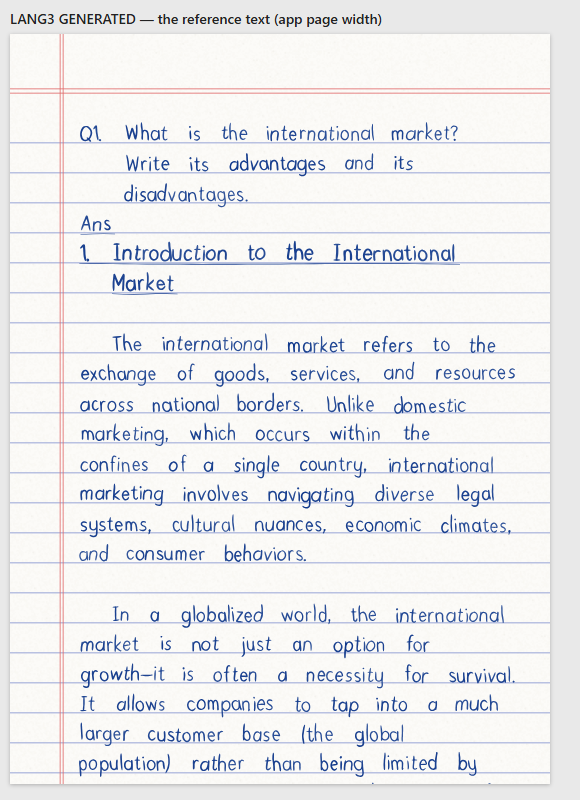 LANG3 GENERATED — the reference text (app page width)
Q1. What is the international market?
Write its advantages and its
disadvantages.
Ans
1. Introduction to the International
Market
The international market refers to the
exchange of goods, services, and resources
across national borders. Unlike domestic
marketing, which occurs within the
confines of a single country, international
marketing involves navigating diverse legal
systems, cultural nuances, economic climates,
and consumer behaviors.
In a globalized world, the international
market is not just an option for
growth—it is often a necessity for survival.
It allows companies to tap into a much
larger customer base (the global
population) rather than being limited by